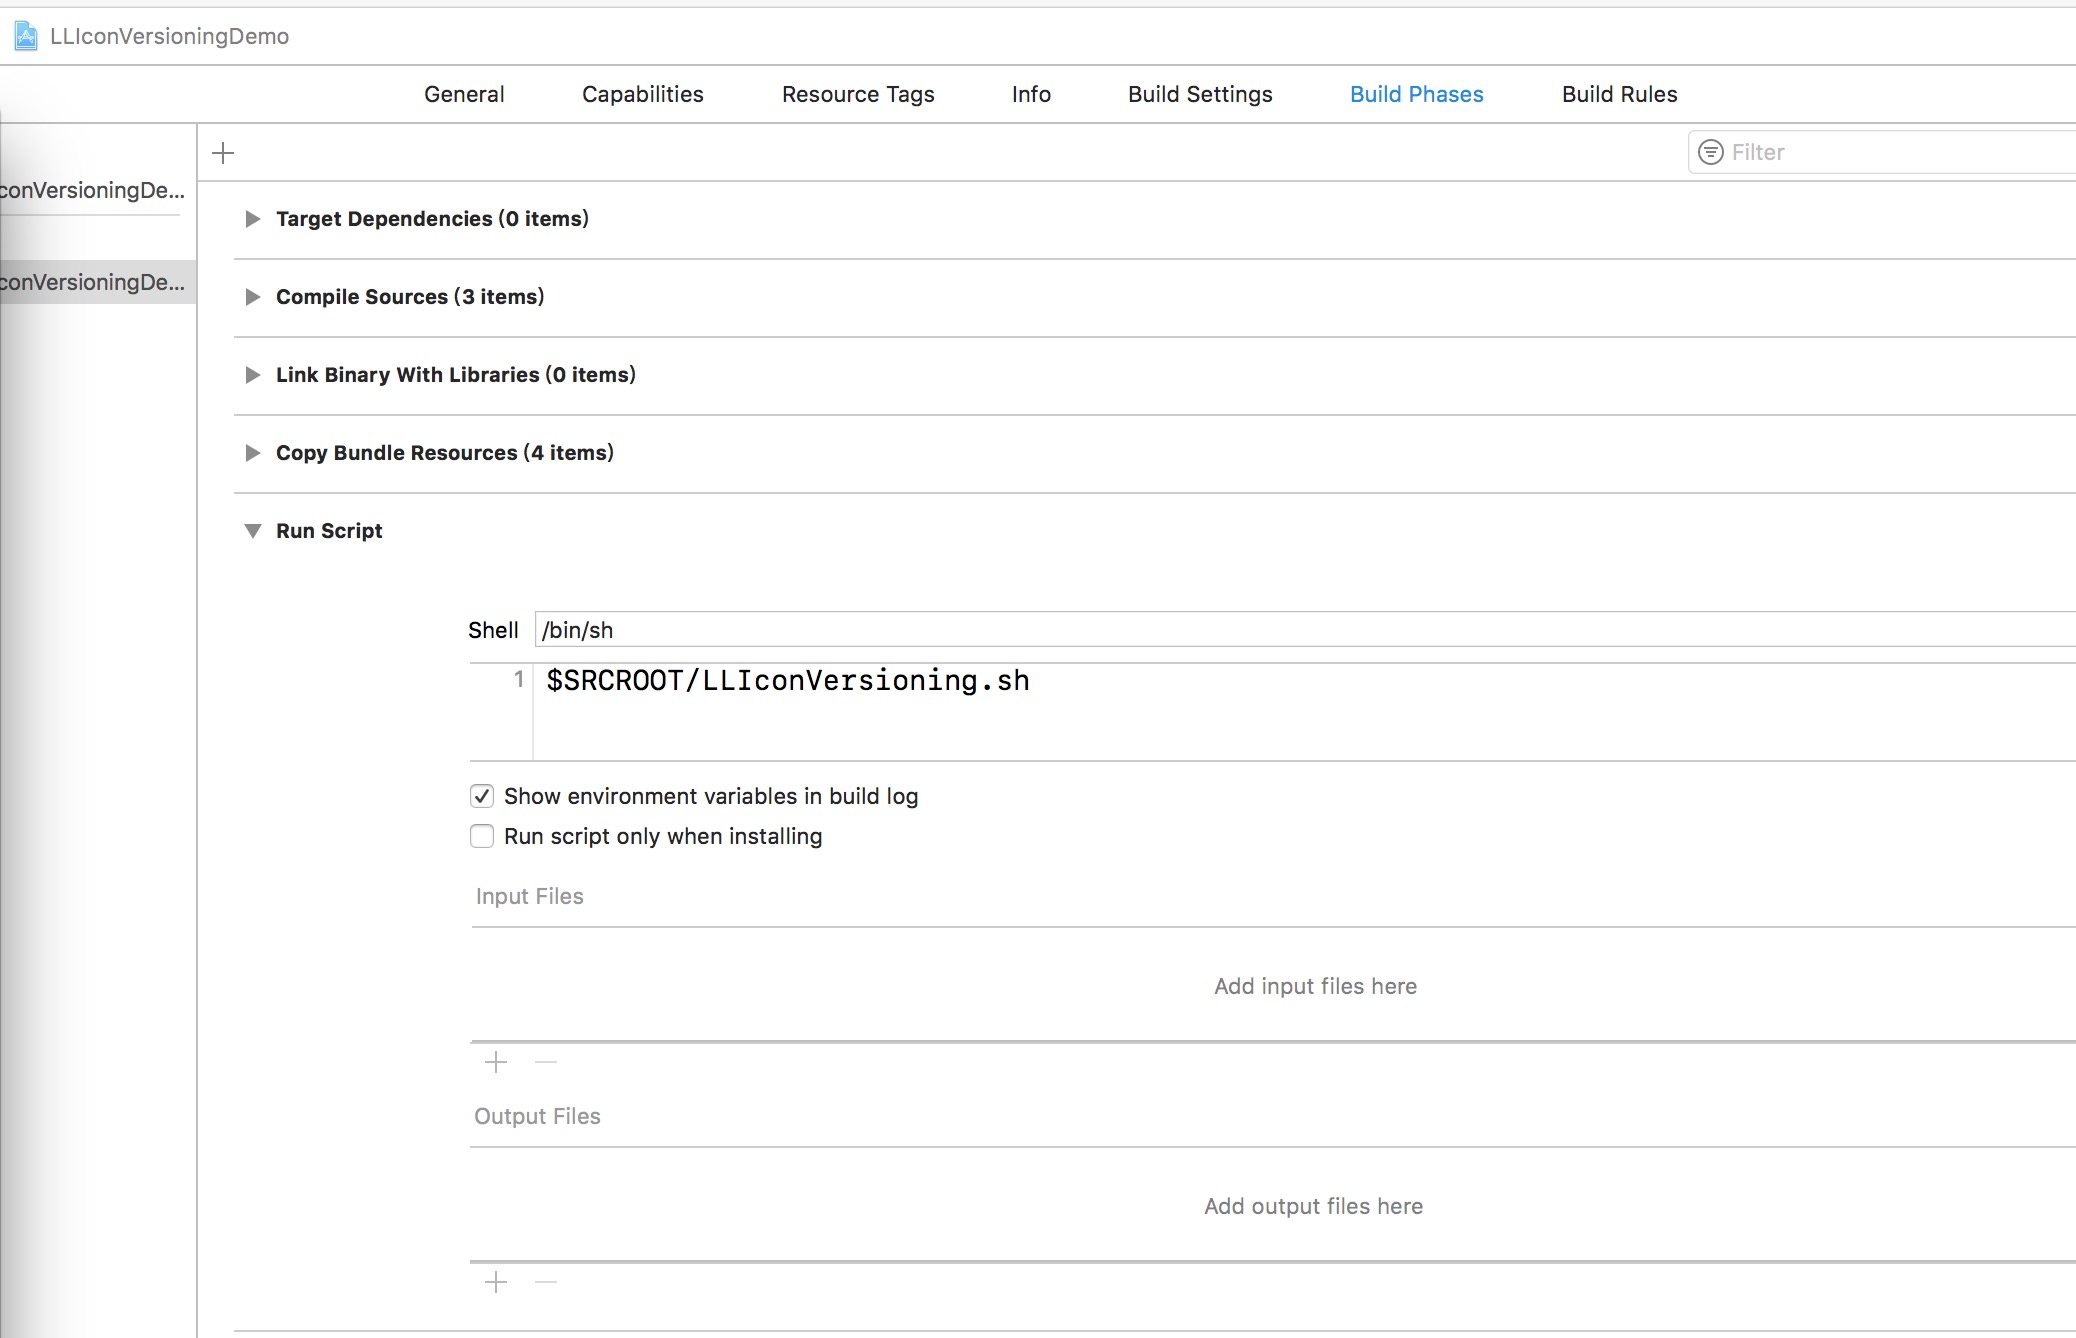 LLIconVersioningDemo
General Capabilities Resource Tags Info Build Settings Build Phases Build Rules
Filter
conVersioningDe...
conVersioningDe...
Target Dependencies (0 items)
Compile Sources (3 items)
Link Binary With Libraries (0 items)
Copy Bundle Resources (4 items)
Run Script
Shell /bin/sh
1 $SRCROOT/LLIconVersioning.sh
Show environment variables in build log
Run script only when installing
Input Files
Add input files here
Output Files
Add output files here